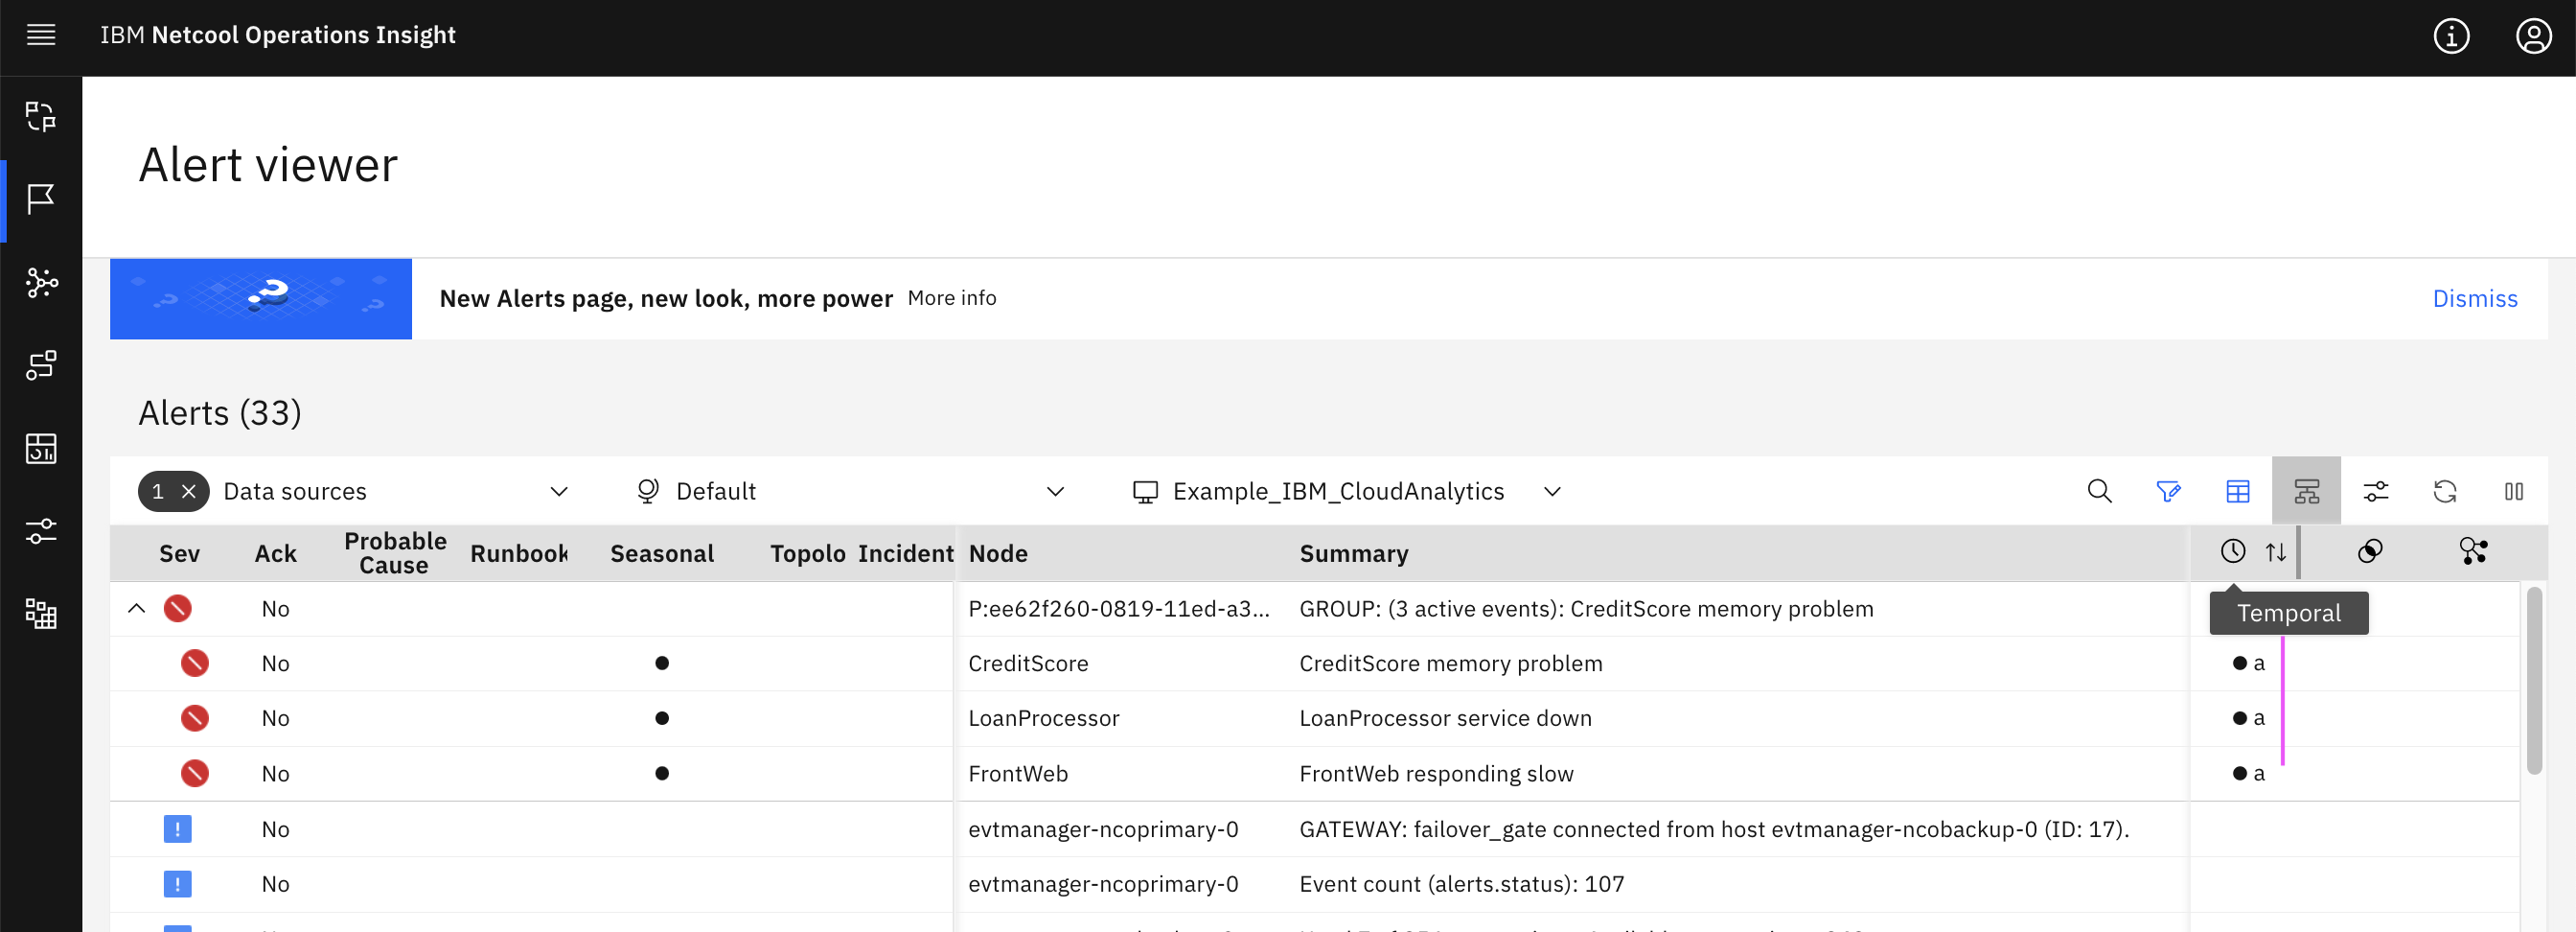 IBM Netcool Operations Insight
Alert viewer
New Alerts page, new look, more power More info Dismiss
Alerts (33)
1 Data sources Default Example_IBM_CloudAnalytics
Sev Ack Probable Cause Runbook Seasonal Topolo Incident Node Summary
No P:ee62f260-0819-11ed-a3... GROUP: (3 active events): CreditScore memory problem
Temporal
No CreditScore CreditScore memory problem a
No LoanProcessor LoanProcessor service down a
No FrontWeb FrontWeb responding slow a
No evtmanager-ncoprimary-0 GATEWAY: failover_gate connected from host evtmanager-ncobackup-0 (ID: 17).
No evtmanager-ncoprimary-0 Event count (alerts.status): 107